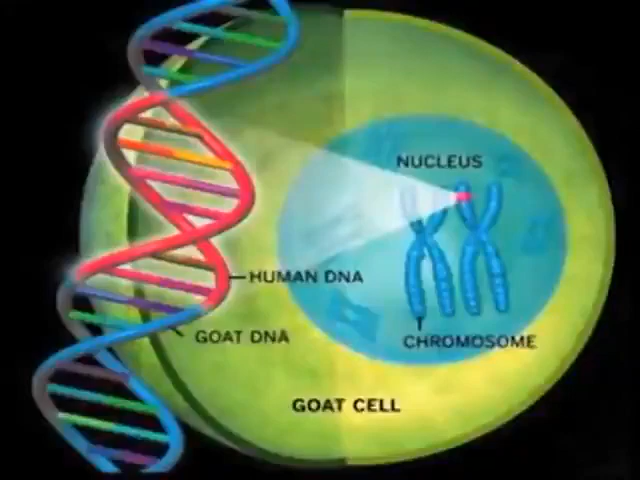 NUCLEUS
HUMAN DNA
GOAT DNA
CHROMOSOME
GOAT CELL